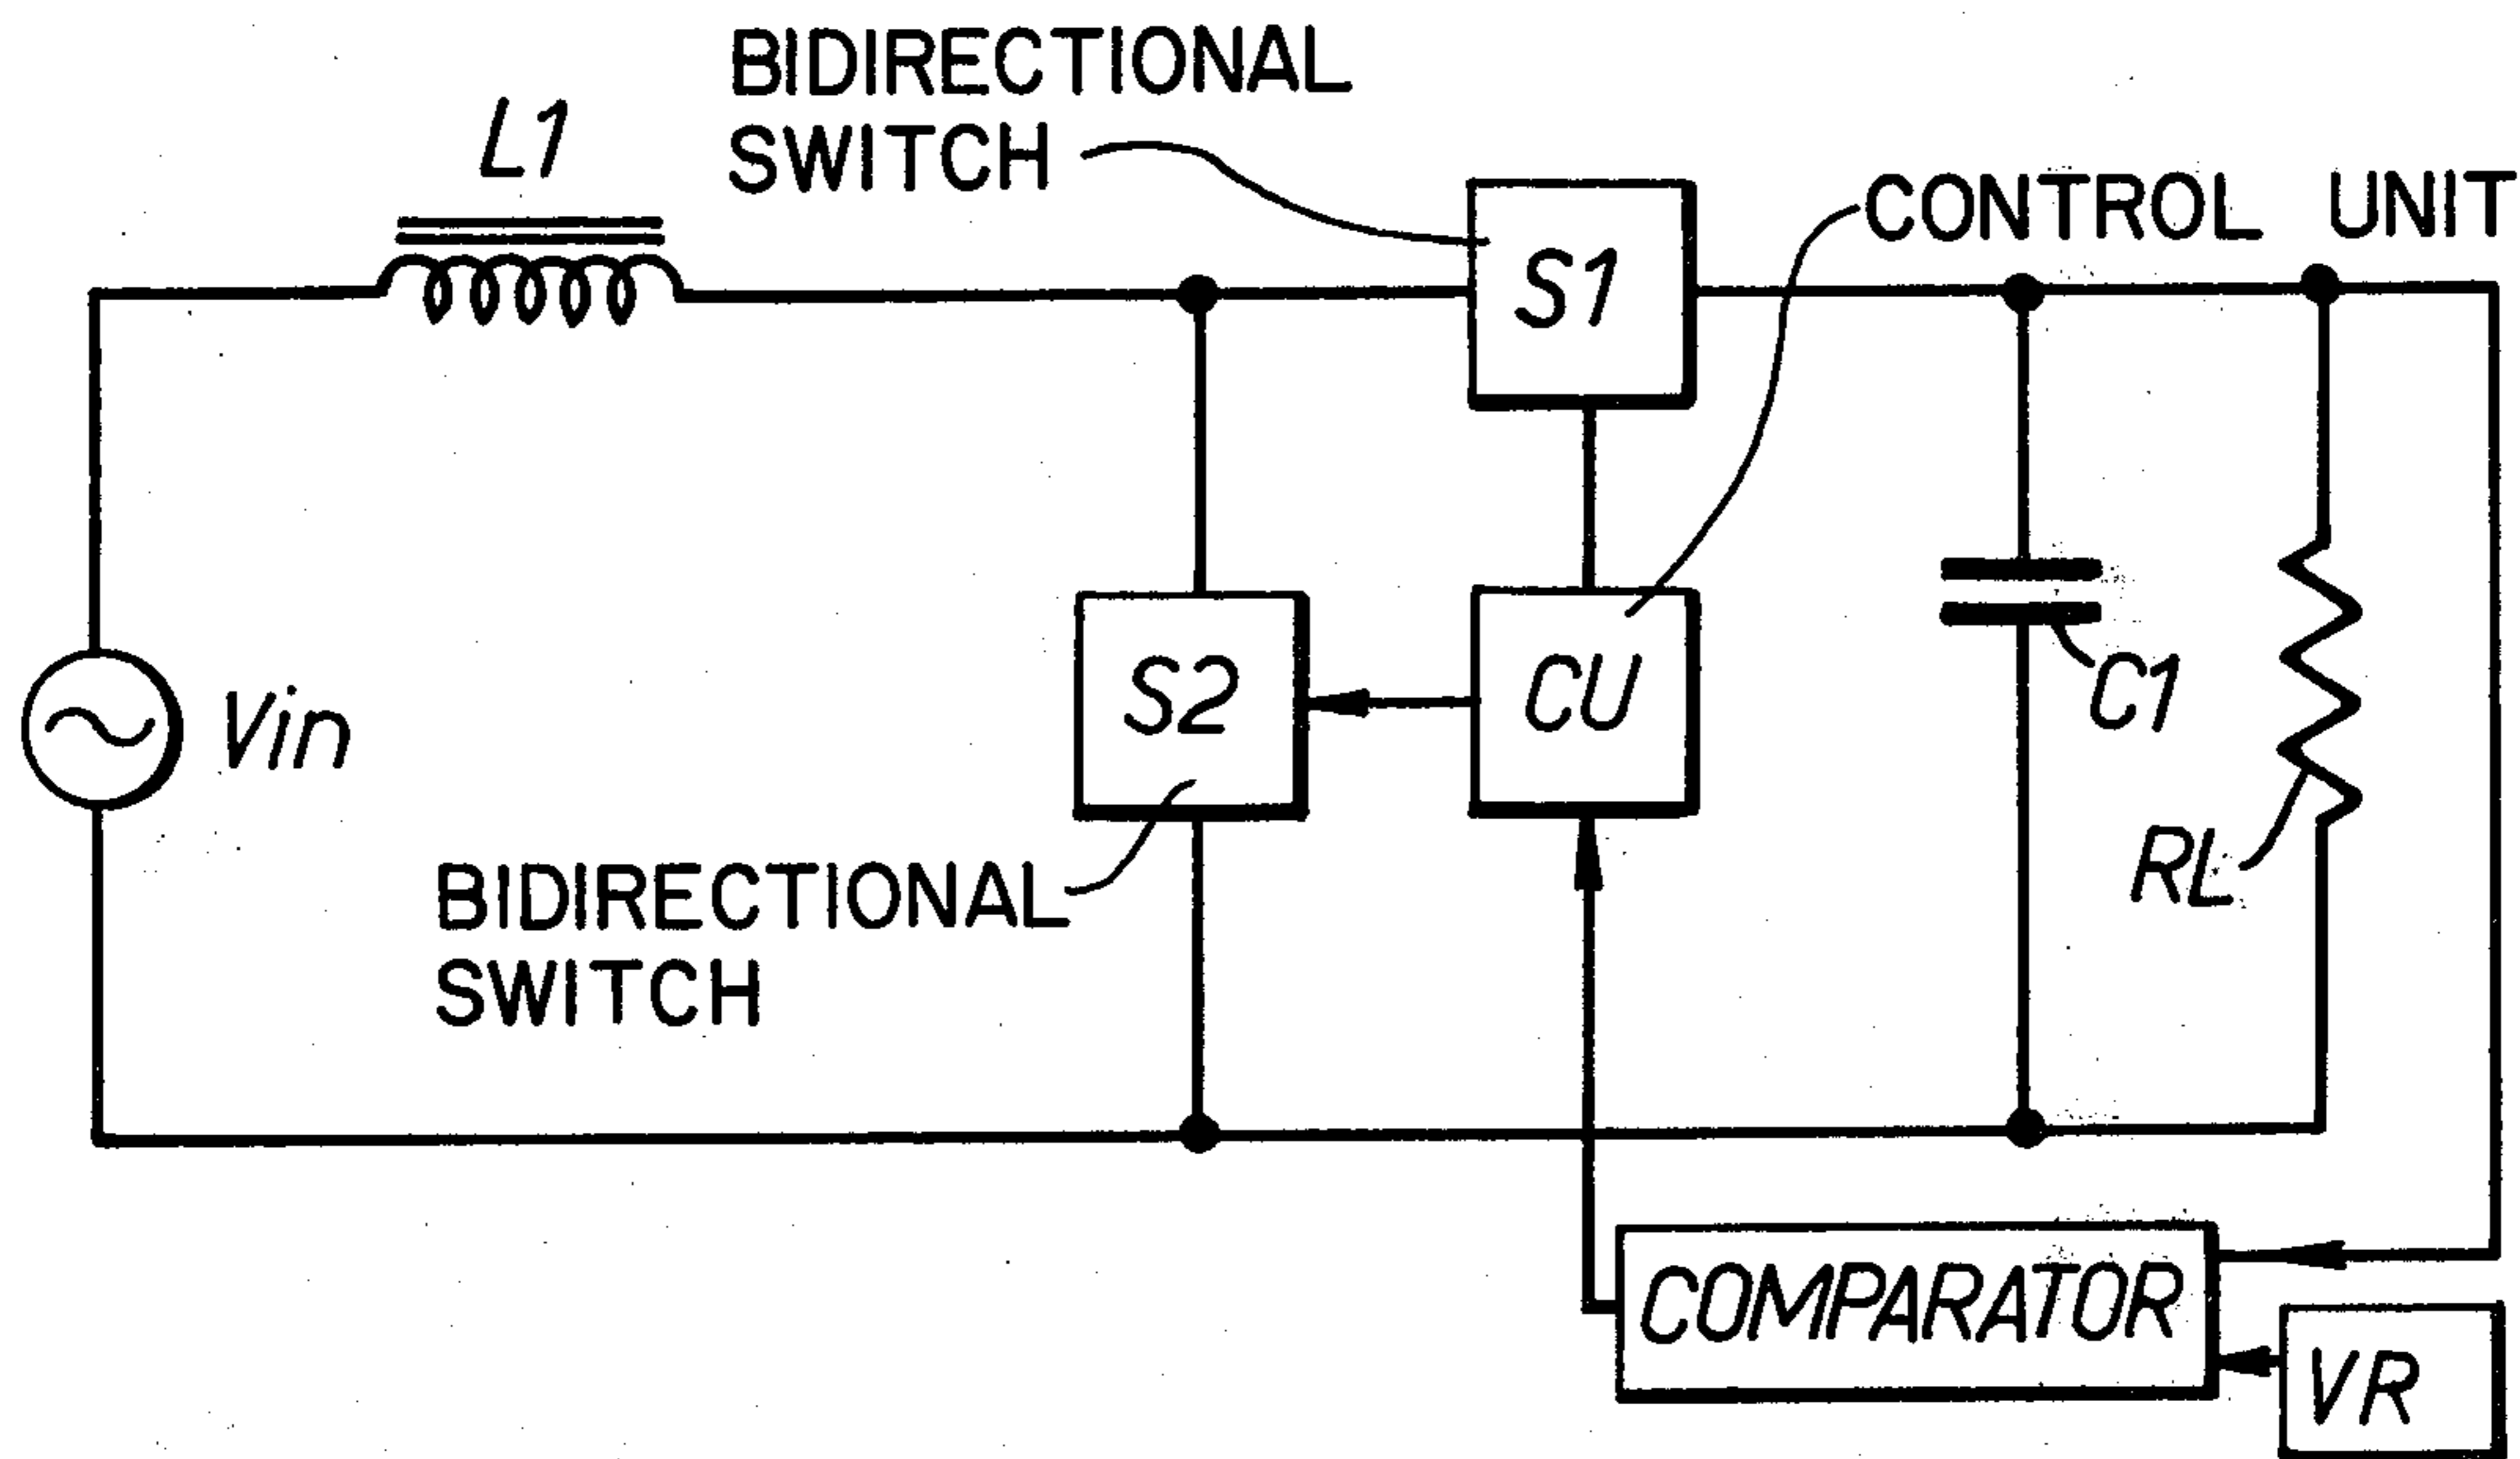 BIDIRECTIONAL
SWITCH
L1
CONTROL UNIT
S1
S2
CU
C1
Vin
RL
BIDIRECTIONAL
SWITCH
COMPARATOR
VR